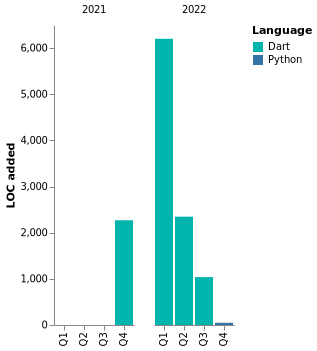 2021
2022
Language
Dart
Python
LOC added
6,000
5,000
4,000
3,000
2,000
1,000
0
Q1
Q2
Q3
Q4
Q1
Q2
Q3
Q4